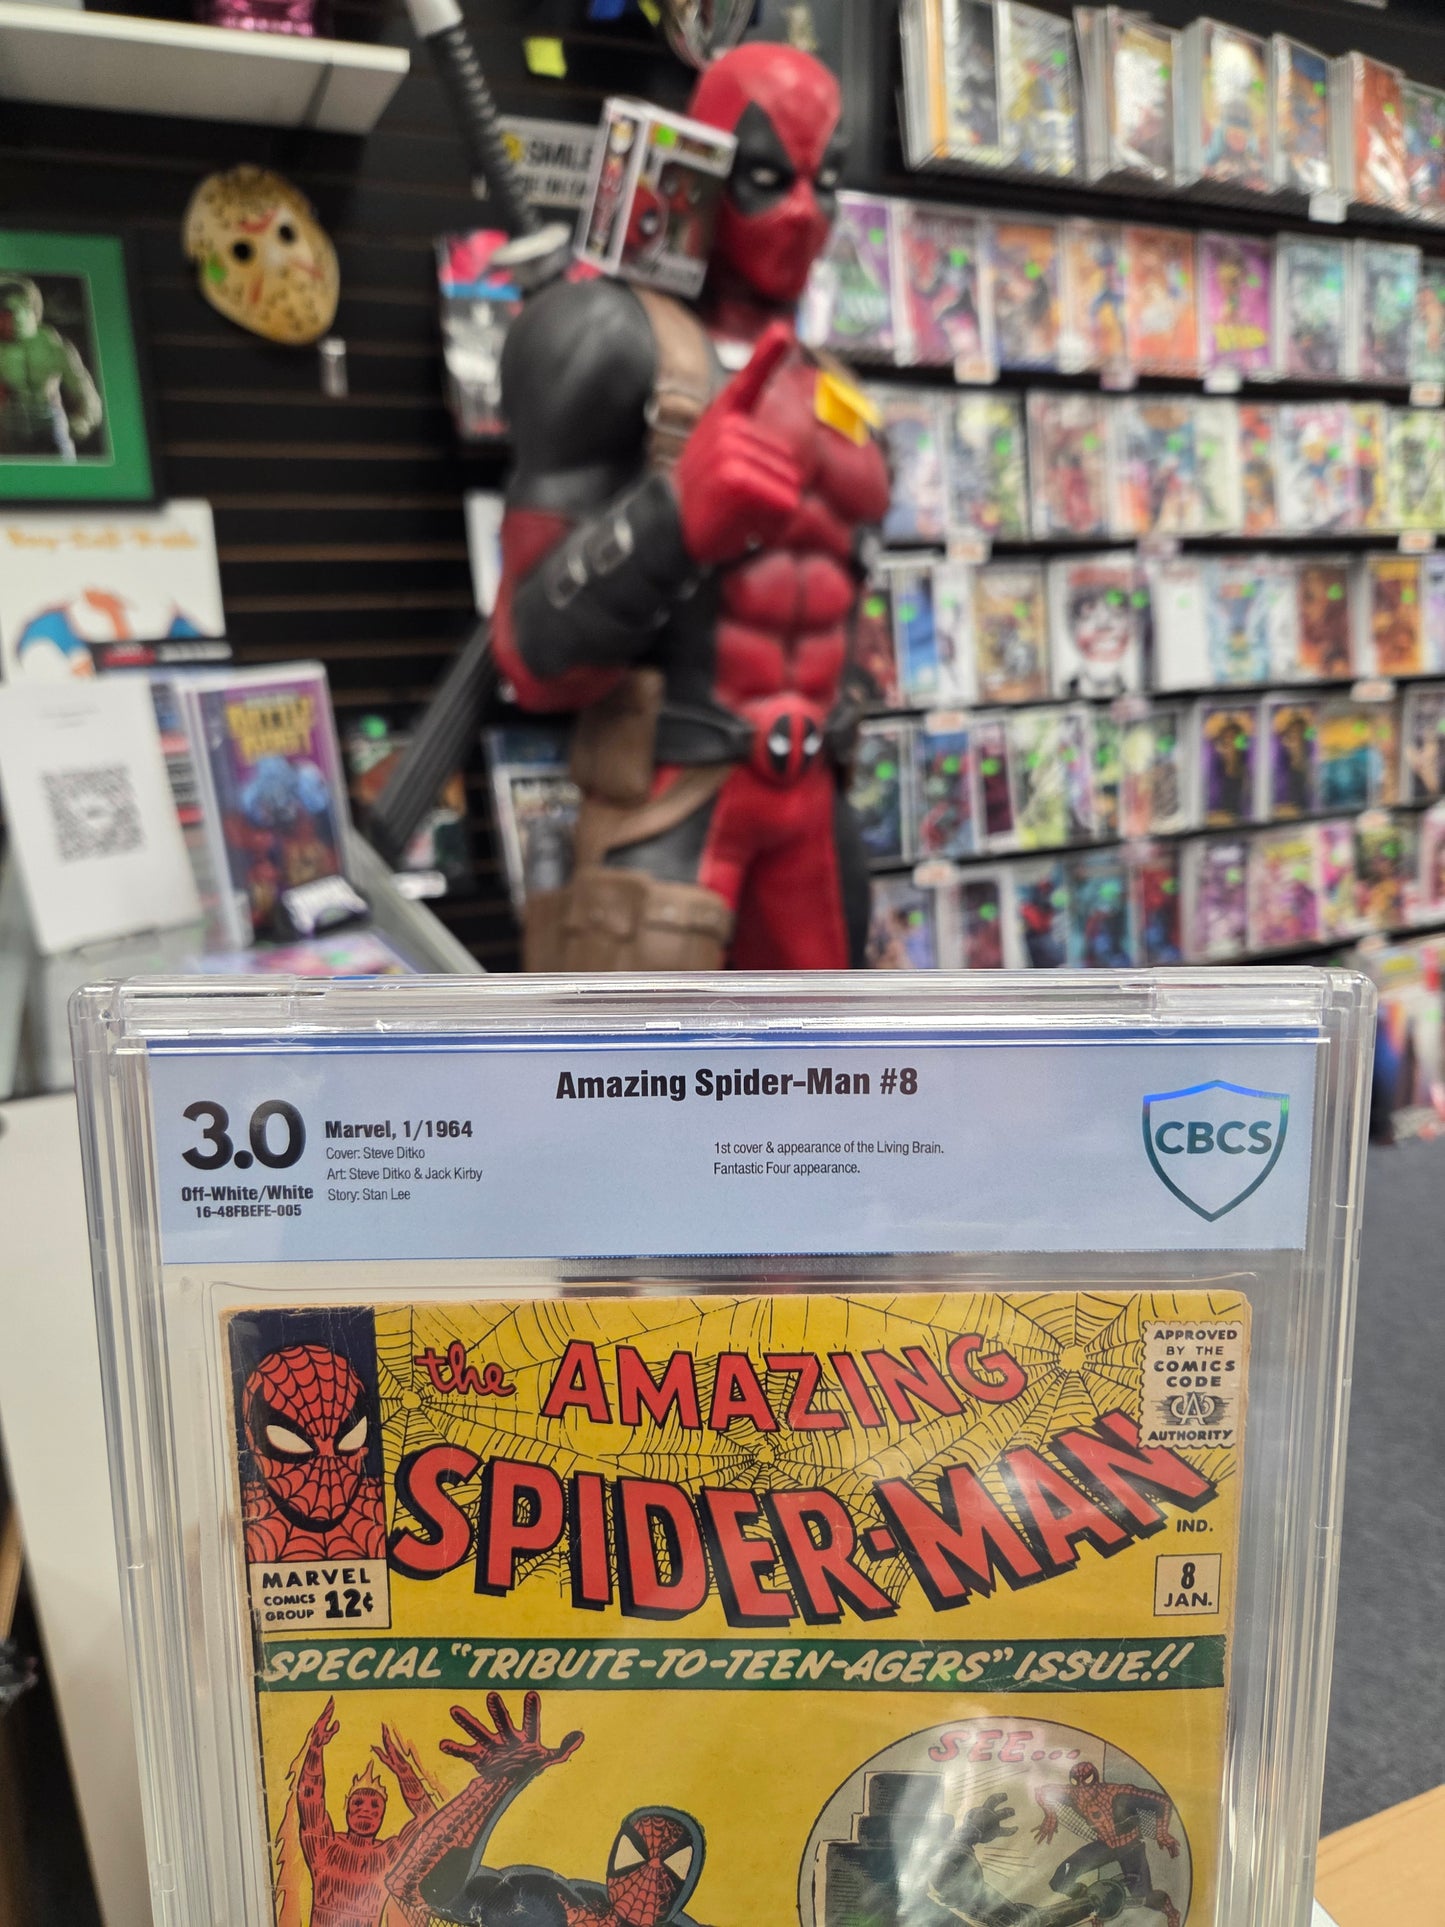 SMILE
Amazing Spider-Man #8
3.0
Off-White/White
16-48FBEFE-005
Marvel, 1/1964
Cover: Steve Ditko
Art: Steve Ditko & Jack Kirby
Story: Stan Lee
1st cover & appearance of the Living Brain.
Fantastic Four appearance.
CBCS
the AMAZING
SPIDER-MAN
APPROVED
BY THE
COMICS
CODE
CA
AUTHORITY
MARVEL
COMICS
GROUP
12¢
IND.
8
JAN.
SPECIAL "TRIBUTE-TO-TEEN-AGERS" ISSUE!!
SEE...